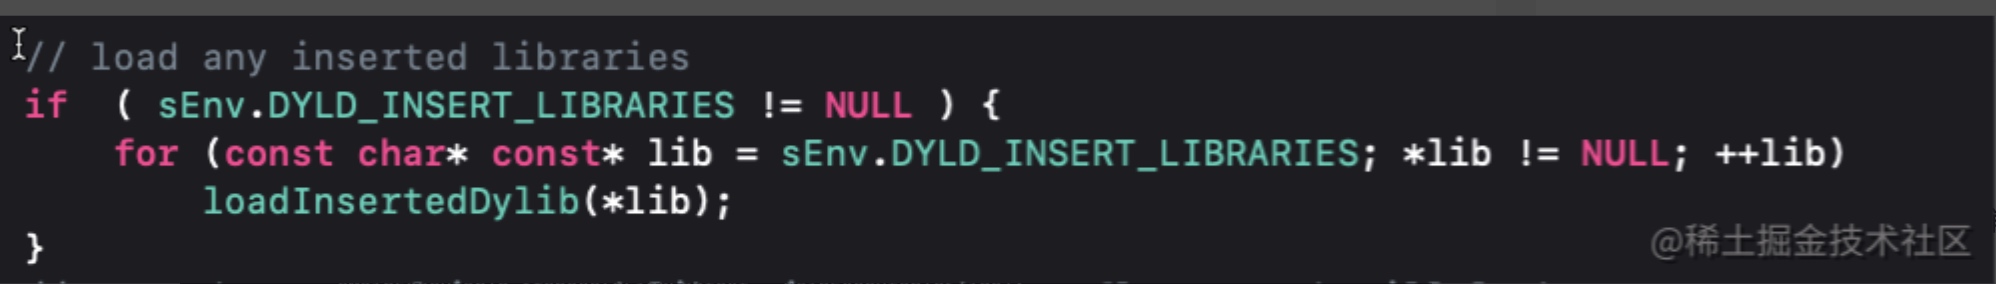 // load any inserted libraries
if  ( sEnv.DYLD_INSERT_LIBRARIES != NULL ) {
    for (const char* const* lib = sEnv.DYLD_INSERT_LIBRARIES; *lib != NULL; ++lib)
        loadInsertedDylib(*lib);
}
@稀土掘金技术社区